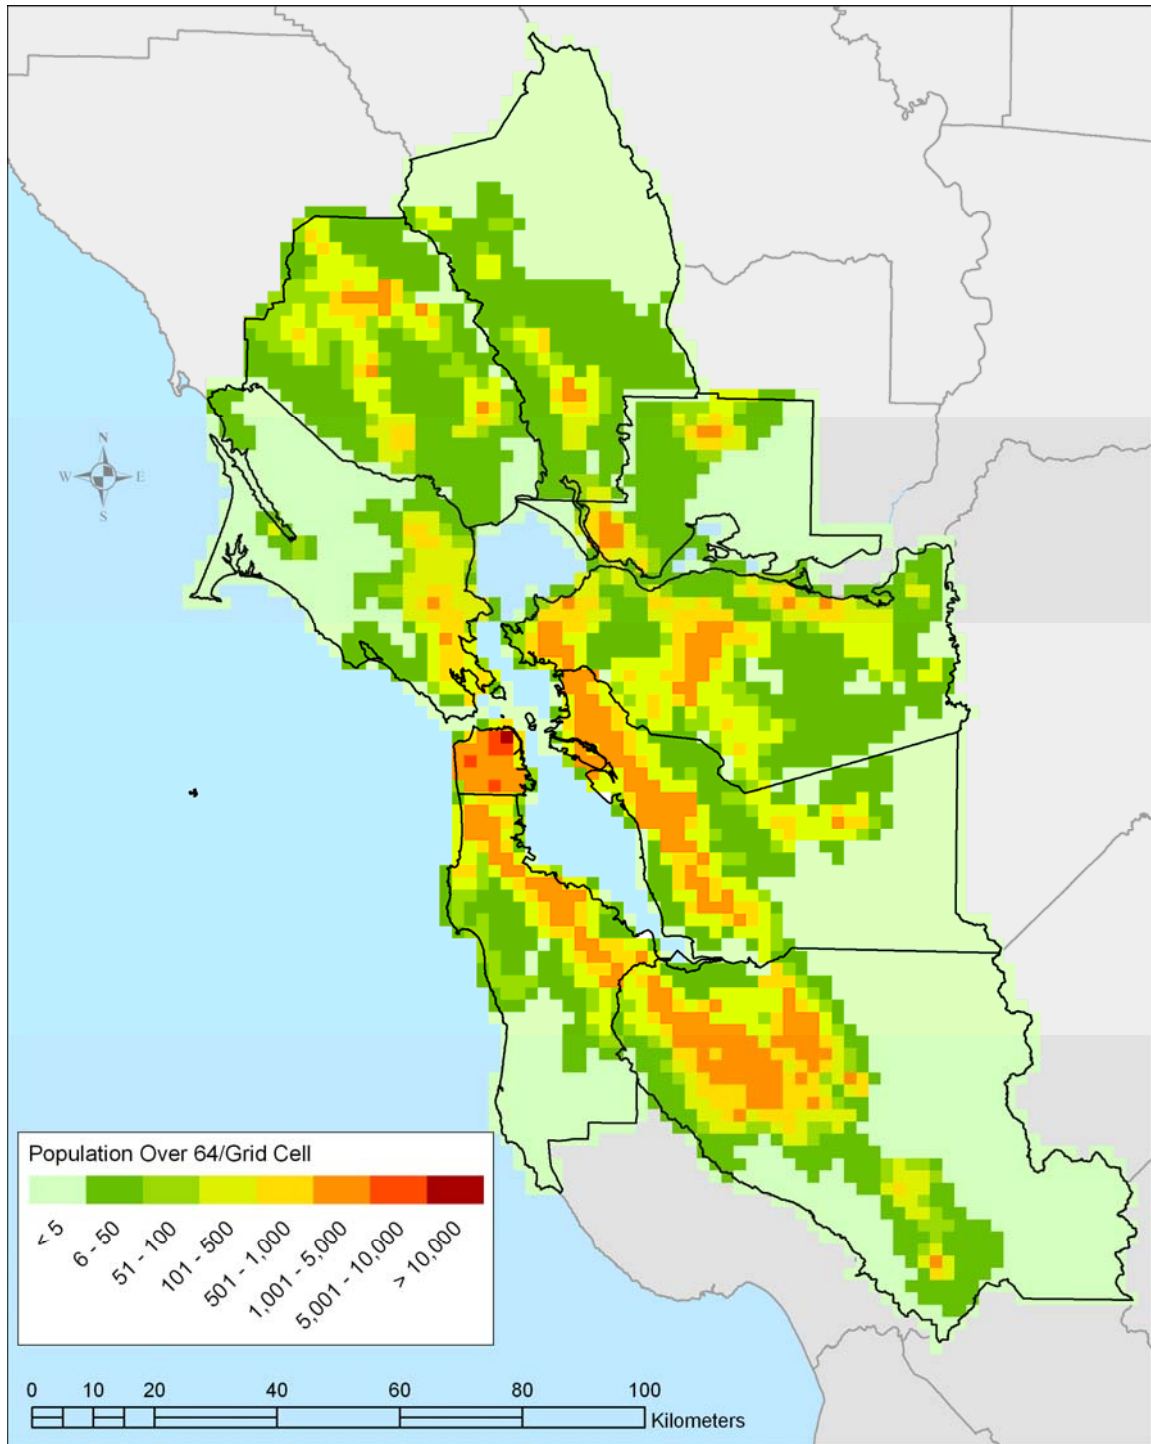 N
W E
S
Population Over 64/Grid Cell
< 5
6 - 50
51 - 100
101 - 500
501 - 1,000
1,001 - 5,000
5,001 - 10,000
> 10,000
0 10 20 40 60 80 100
Kilometers